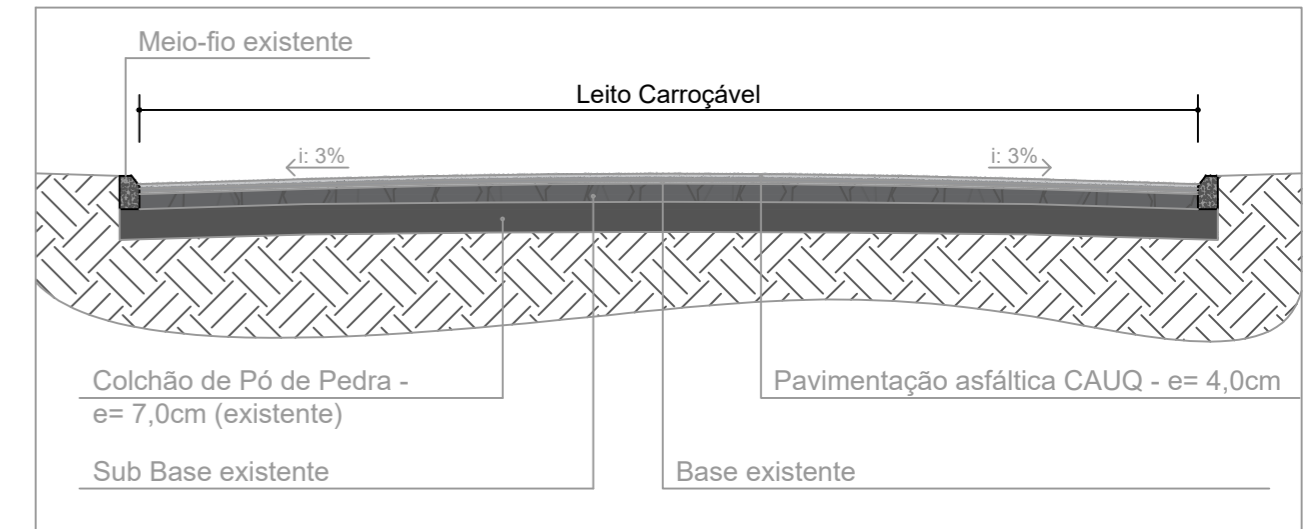 Meio-fio existente
Leito Carroçável
i: 3%
i: 3%
Colchão de Pó de Pedra -
e= 7,0cm (existente)
Pavimentação asfáltica CAUQ - e= 4,0cm
Sub Base existente
Base existente